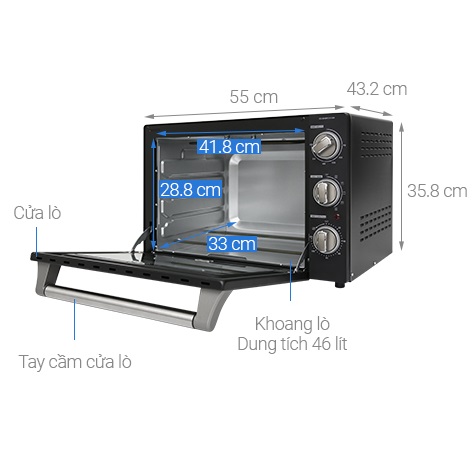 55 cm
43.2 cm
41.8 cm
28.8 cm
35.8 cm
33 cm
Cửa lò
Khoang lò
Dung tích 46 lít
Tay cầm cửa lò